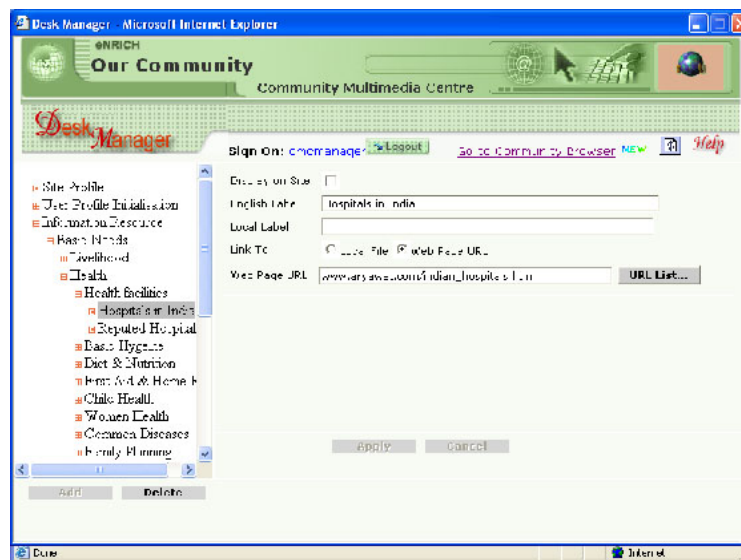 Desk Manager - Microsoft Internet Explorer
eNRICH
Our Community
Community Multimedia Centre
Desk Manager
Sign On: cmcmanager Logout Go to Community Browser NEW Help
Site Profile
User Profile Initialisation
Information Resource
Basic Needs
Livelihood
Health
Health facilities
Hospitals in India
Reputed Hospital
Basic Hygeine
Diet & Nutrition
First Aid & Home R
Child Health
Women Health
Common Diseases
Family Planning
Add Delete
Display on Site
English Label Hospitals in India
Local Label
Link To Local File Web Page URL
Web Page URL URL List...
Apply Cancel
Done Internet